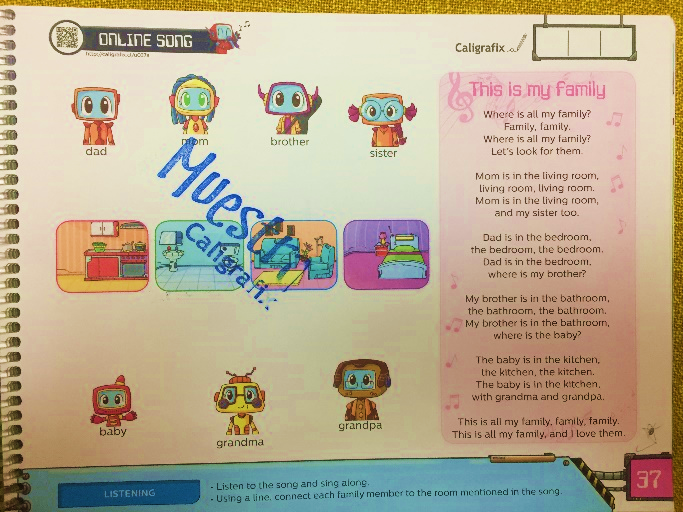 ONLINE SONG
Caligrafix
dad
mom
brother
sister
Muestra
Caligrafix
baby
grandma
grandpa
This is my family
Where is all my family?
Family, family.
Where is all my family?
Let's look for them.
Mom is in the living room,
living room, living room.
Mom is in the living room,
and my sister too.
Dad is in the bedroom,
the bedroom, the bedroom.
Dad is in the bedroom,
where is my brother?
My brother is in the bathroom,
the bathroom, the bathroom.
My brother is in the bathroom,
where is the baby?
The baby is in the kitchen,
the kitchen, the kitchen.
The baby is in the kitchen,
with grandma and grandpa.
This is all my family, family, family.
This is all my family, and I love them.
LISTENING
- Listen to the song and sing along.
- Using a line, connect each family member to the room mentioned in the song.
37